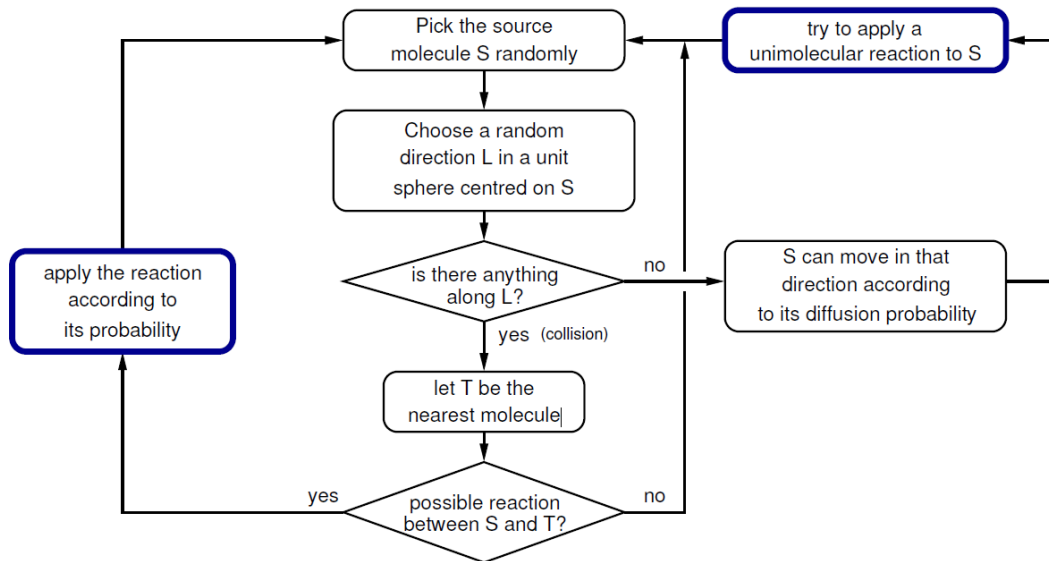 Pick the source
molecule S randomly
try to apply a
unimolecular reaction to S
Choose a random
direction L in a unit
sphere centred on S
apply the reaction
according to
its probability
is there anything
along L?
no
S can move in that
direction according
to its diffusion probability
yes (collision)
let T be the
nearest molecule
yes
possible reaction
between S and T?
no